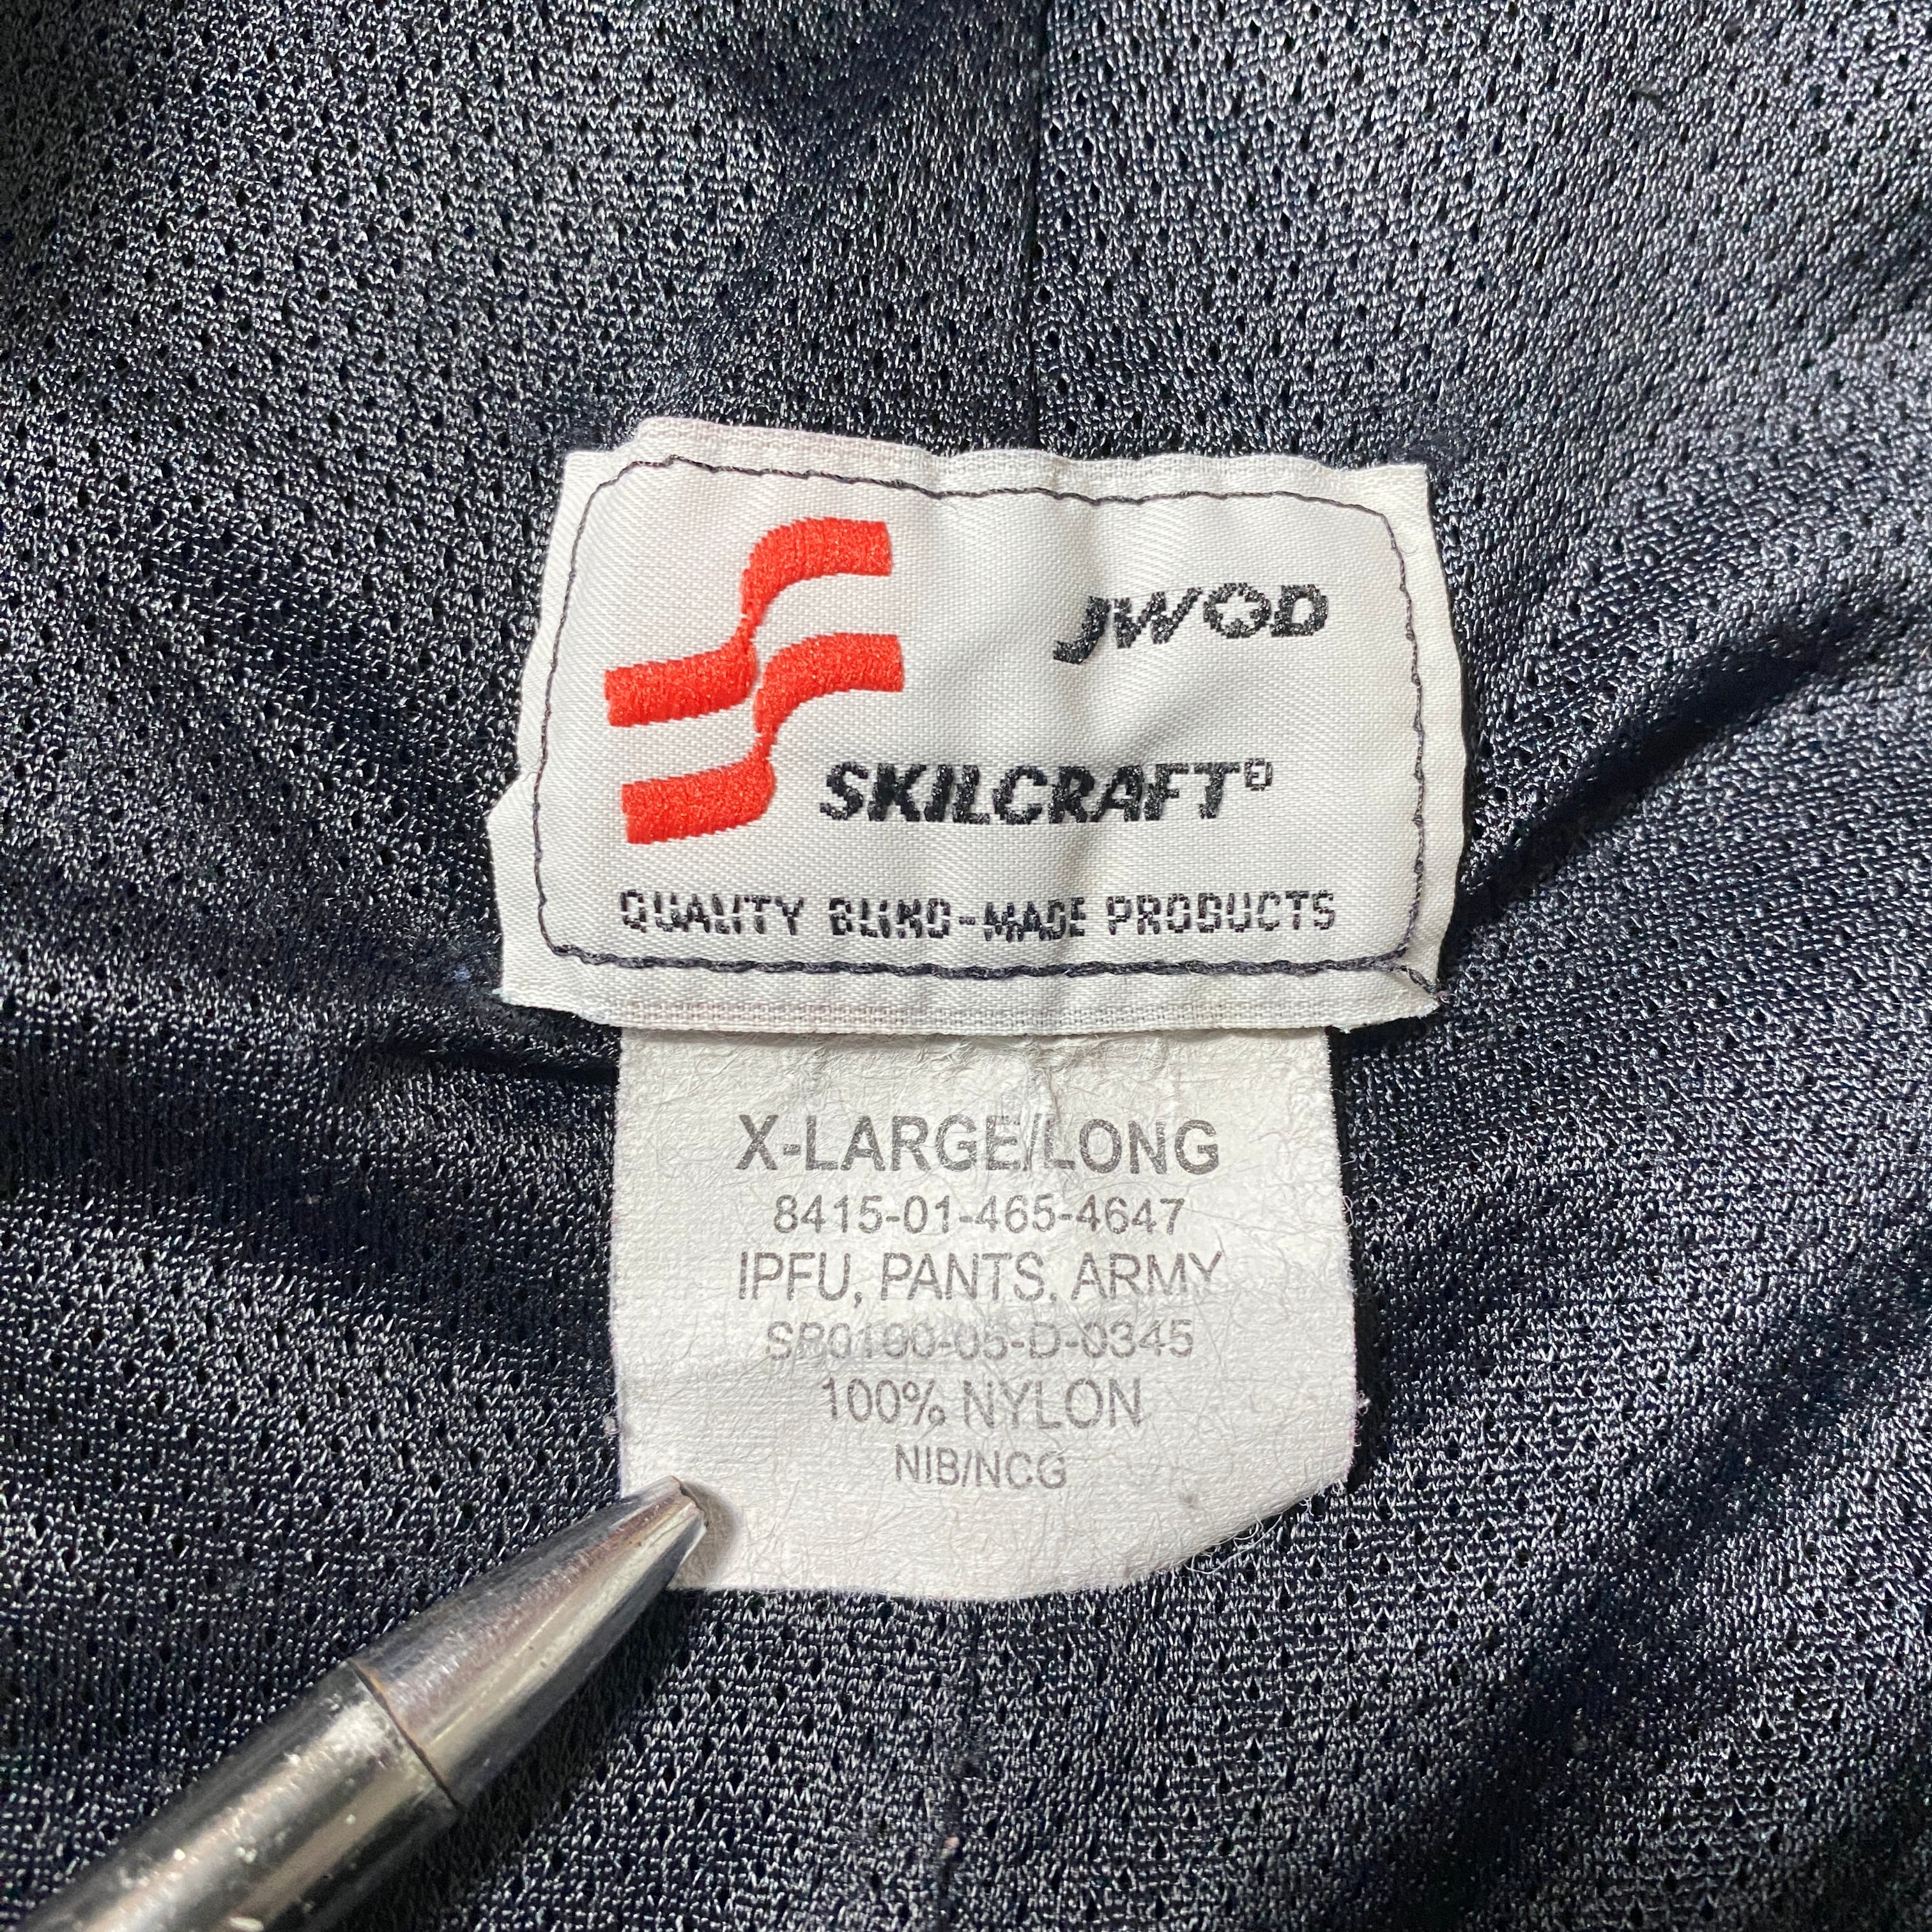 JWOD
SKILCRAFT®
QUALITY BLIND-MADE PRODUCTS
X-LARGE/LONG
8415-01-465-4647
IPFU, PANTS, ARMY
SP0100-05-D-0345
100% NYLON
NIB/NCG